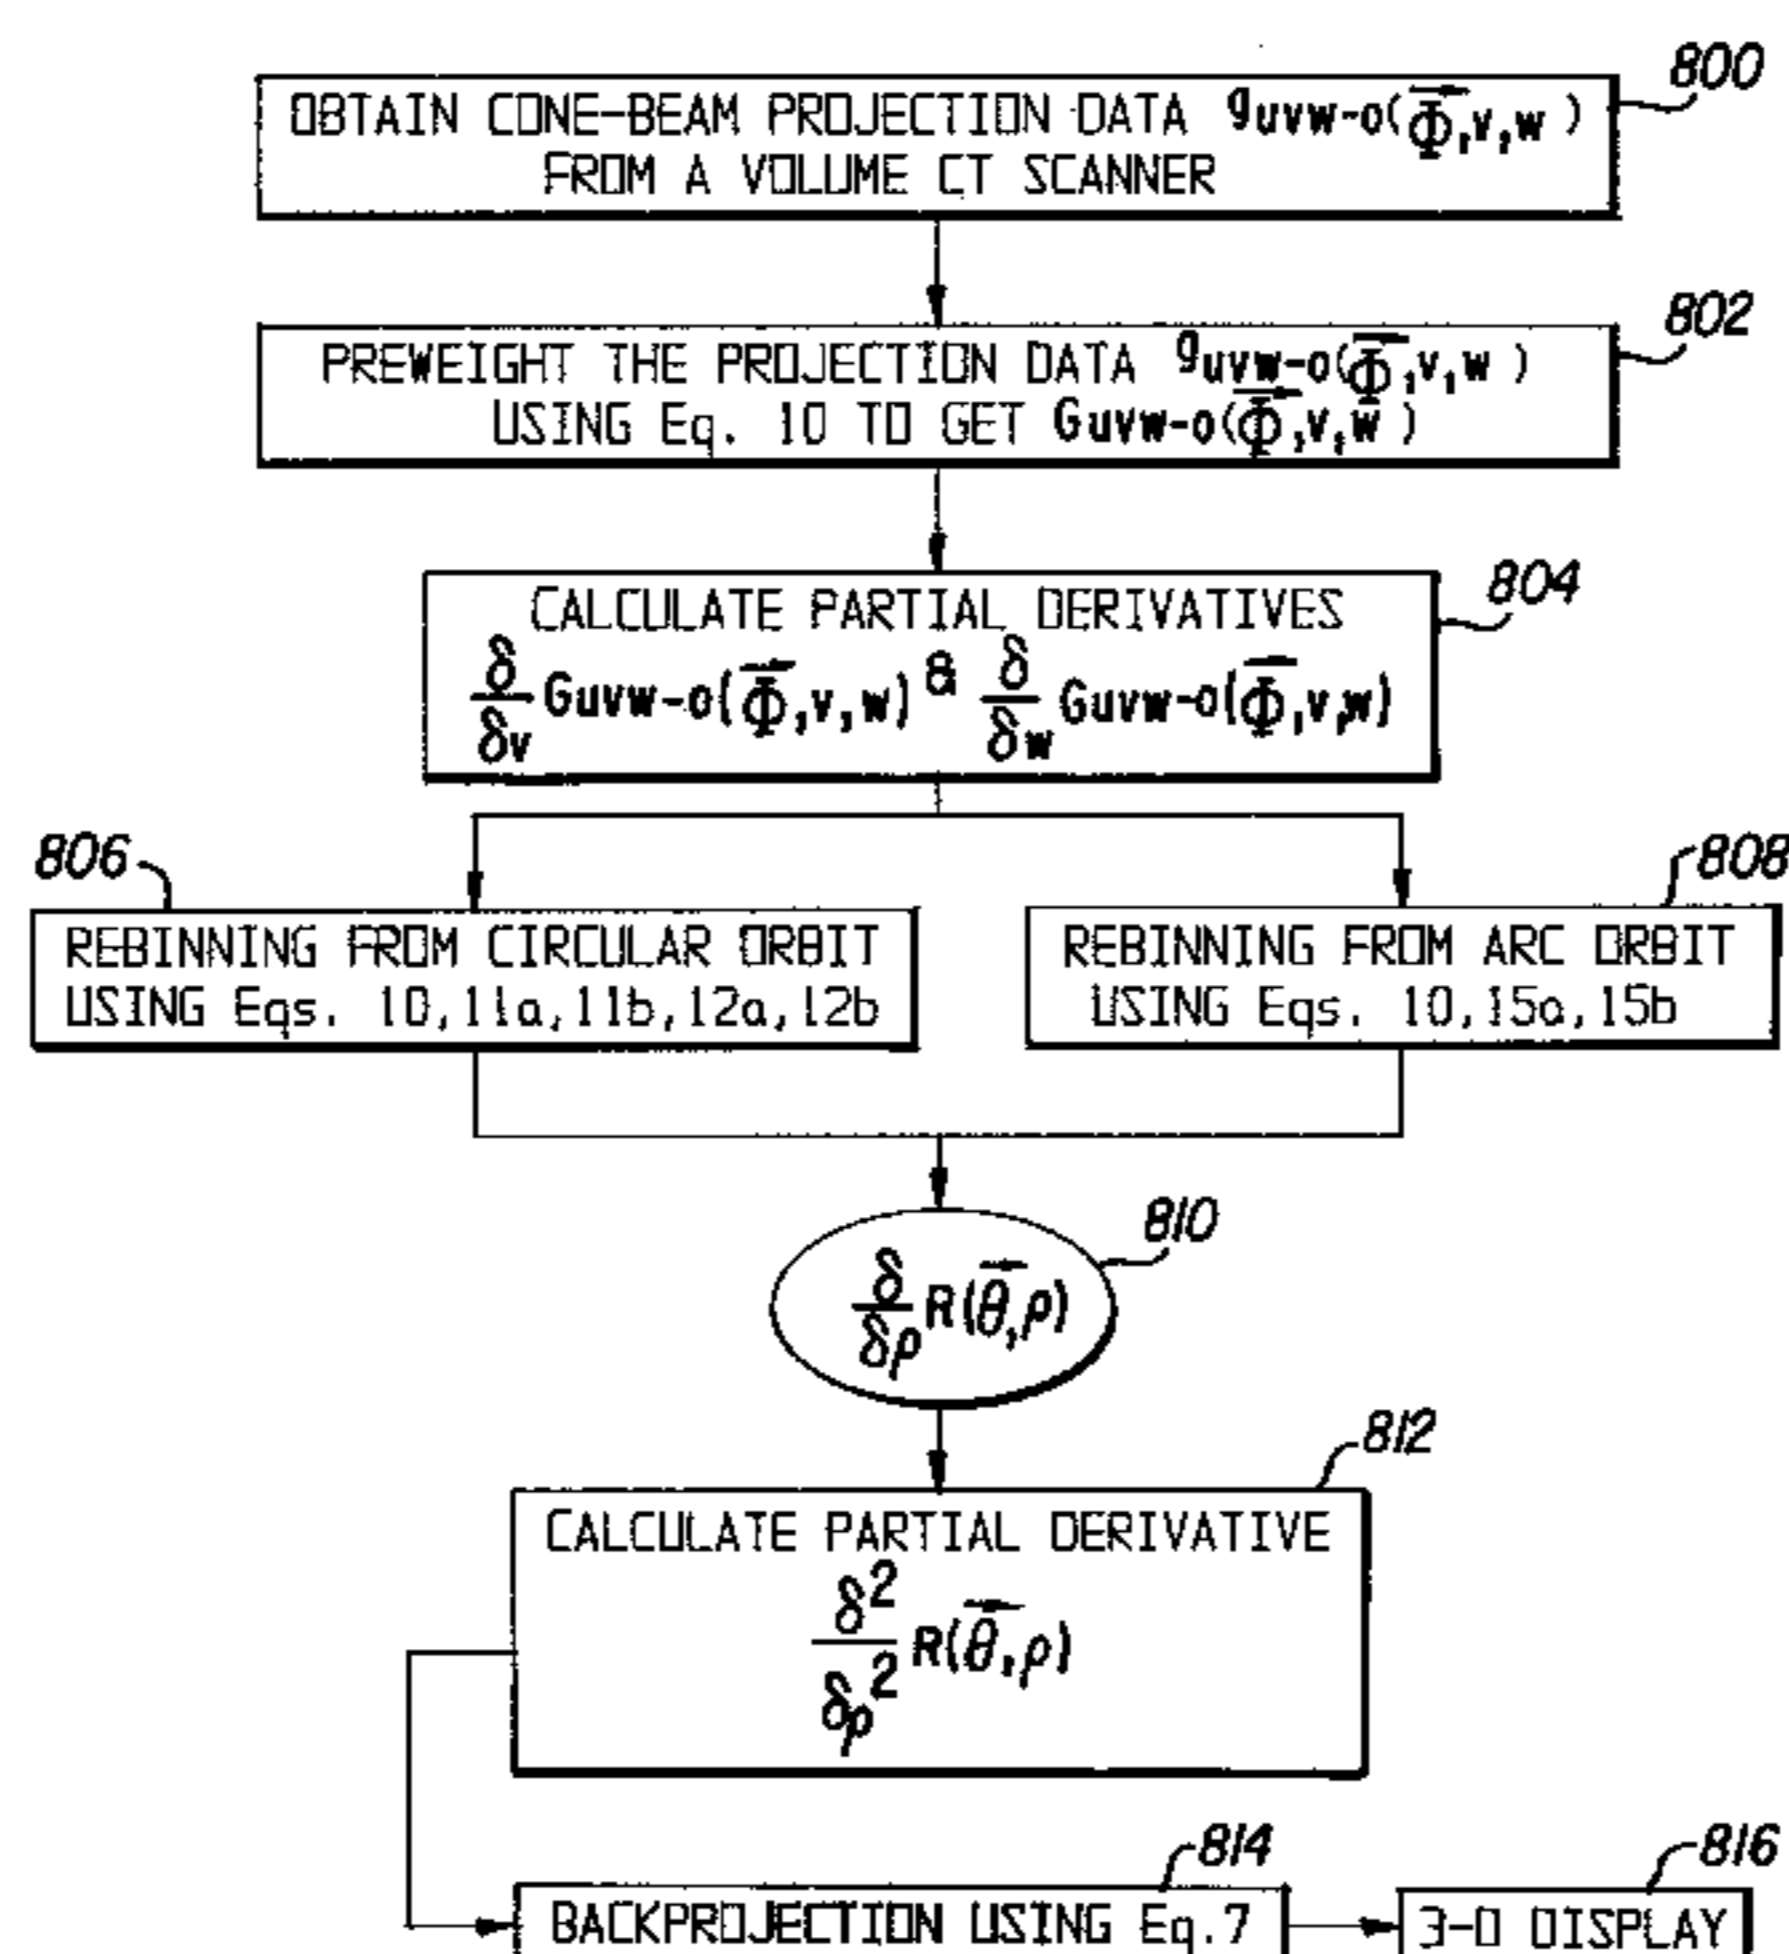 800
OBTAIN CONE-BEAM PROJECTION DATA guvw-o(Φ⃗,v,w)
FROM A VOLUME CT SCANNER
802
PREWEIGHT THE PROJECTION DATA guvw-o(Φ⃗,v,w)
USING Eq. 10 TO GET Guvw-o(Φ⃗,v,w)
804
CALCULATE PARTIAL DERIVATIVES
δ/δv Guvw-o(Φ⃗,v,w) & δ/δw Guvw-o(Φ⃗,v,w)
806
808
REBINNING FROM CIRCULAR ORBIT
USING Eqs. 10,11a,11b,12a,12b
REBINNING FROM ARC ORBIT
USING Eqs. 10,15a,15b
810
δ/δρ R(θ⃗,ρ)
812
CALCULATE PARTIAL DERIVATIVE
δ²/δρ² R(θ⃗,ρ)
814
816
BACKPROJECTION USING Eq.7
3-D DISPLAY